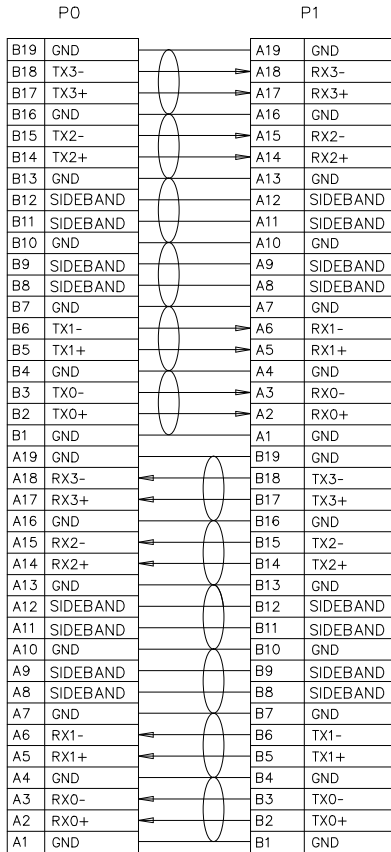 P0 P1
B19 GND A19 GND
B18 TX3- A18 RX3-
B17 TX3+ A17 RX3+
B16 GND A16 GND
B15 TX2- A15 RX2-
B14 TX2+ A14 RX2+
B13 GND A13 GND
B12 SIDEBAND A12 SIDEBAND
B11 SIDEBAND A11 SIDEBAND
B10 GND A10 GND
B9 SIDEBAND A9 SIDEBAND
B8 SIDEBAND A8 SIDEBAND
B7 GND A7 GND
B6 TX1- A6 RX1-
B5 TX1+ A5 RX1+
B4 GND A4 GND
B3 TX0- A3 RX0-
B2 TX0+ A2 RX0+
B1 GND A1 GND
A19 GND B19 GND
A18 RX3- B18 TX3-
A17 RX3+ B17 TX3+
A16 GND B16 GND
A15 RX2- B15 TX2-
A14 RX2+ B14 TX2+
A13 GND B13 GND
A12 SIDEBAND B12 SIDEBAND
A11 SIDEBAND B11 SIDEBAND
A10 GND B10 GND
A9 SIDEBAND B9 SIDEBAND
A8 SIDEBAND B8 SIDEBAND
A7 GND B7 GND
A6 RX1- B6 TX1-
A5 RX1+ B5 TX1+
A4 GND B4 GND
A3 RX0- B3 TX0-
A2 RX0+ B2 TX0+
A1 GND B1 GND